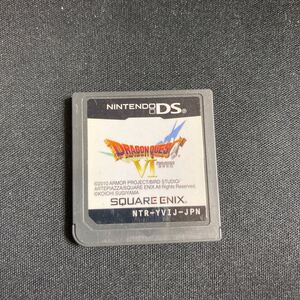 NINTENDO DS
DRAGON QUEST
VI
©2010 ARMOR PROJECT/BIRD STUDIO/
ARTEPIAZZA/SQUARE ENIX All Rights Reserved.
©KOICHI SUGIYAMA
SQUARE ENIX
NTR-YVIJ-JPN